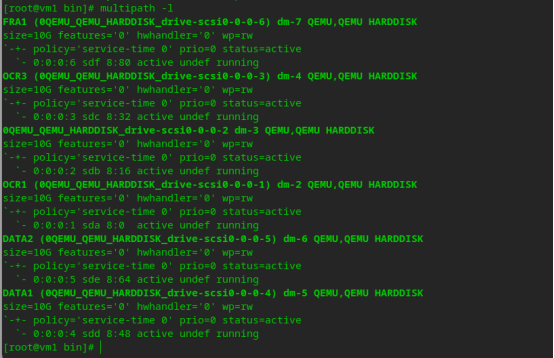 [root@vm1 bin]# multipath -l
FRA1 (0QEMU_QEMU_HARDDISK_drive-scsi0-0-0-6) dm-7 QEMU,QEMU HARDDISK
size=10G features='0' hwhandler='0' wp=rw
`-+- policy='service-time 0' prio=0 status=active
  `- 0:0:0:6 sdf 8:80 active undef running
OCR3 (0QEMU_QEMU_HARDDISK_drive-scsi0-0-0-3) dm-4 QEMU,QEMU HARDDISK
size=10G features='0' hwhandler='0' wp=rw
`-+- policy='service-time 0' prio=0 status=active
  `- 0:0:0:3 sdc 8:32 active undef running
0QEMU_QEMU_HARDDISK_drive-scsi0-0-0-2 dm-3 QEMU,QEMU HARDDISK
size=10G features='0' hwhandler='0' wp=rw
`-+- policy='service-time 0' prio=0 status=active
  `- 0:0:0:2 sdb 8:16 active undef running
OCR1 (0QEMU_QEMU_HARDDISK_drive-scsi0-0-0-1) dm-2 QEMU,QEMU HARDDISK
size=10G features='0' hwhandler='0' wp=rw
`-+- policy='service-time 0' prio=0 status=active
  `- 0:0:0:1 sda 8:0  active undef running
DATA2 (0QEMU_QEMU_HARDDISK_drive-scsi0-0-0-5) dm-6 QEMU,QEMU HARDDISK
size=10G features='0' hwhandler='0' wp=rw
`-+- policy='service-time 0' prio=0 status=active
  `- 0:0:0:5 sde 8:64 active undef running
DATA1 (0QEMU_QEMU_HARDDISK_drive-scsi0-0-0-4) dm-5 QEMU,QEMU HARDDISK
size=10G features='0' hwhandler='0' wp=rw
`-+- policy='service-time 0' prio=0 status=active
  `- 0:0:0:4 sdd 8:48 active undef running
[root@vm1 bin]#